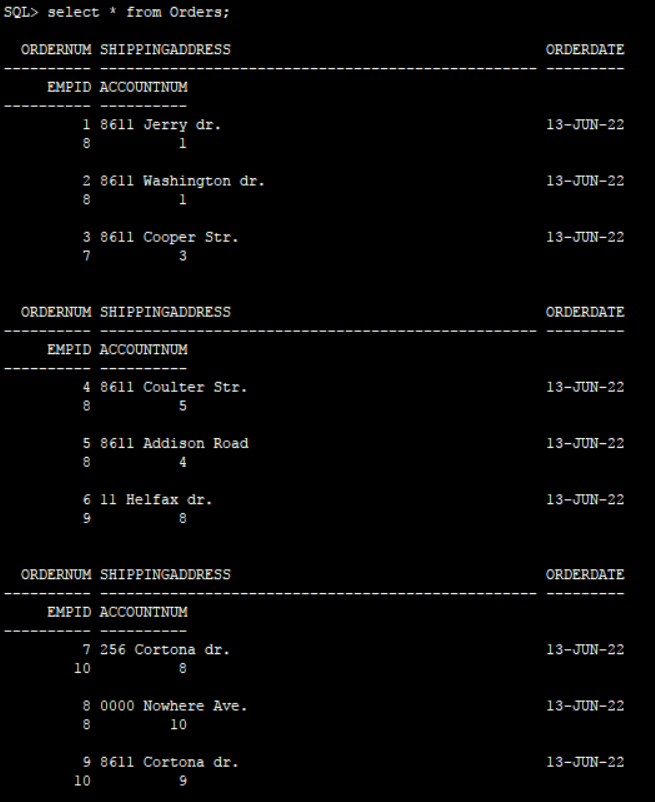 SQL> select * from Orders;
ORDERNUM SHIPPINGADDRESS ORDERDATE
---------- -------------------------------------------------- ---------
EMPID ACCOUNTNUM
---------- ----------
1 8611 Jerry dr. 13-JUN-22
8 1
2 8611 Washington dr. 13-JUN-22
8 1
3 8611 Cooper Str. 13-JUN-22
7 3
ORDERNUM SHIPPINGADDRESS ORDERDATE
---------- -------------------------------------------------- ---------
EMPID ACCOUNTNUM
---------- ----------
4 8611 Coulter Str. 13-JUN-22
8 5
5 8611 Addison Road 13-JUN-22
8 4
6 11 Helfax dr. 13-JUN-22
9 8
ORDERNUM SHIPPINGADDRESS ORDERDATE
---------- -------------------------------------------------- ---------
EMPID ACCOUNTNUM
---------- ----------
7 256 Cortona dr. 13-JUN-22
10 8
8 0000 Nowhere Ave. 13-JUN-22
8 10
9 8611 Cortona dr. 13-JUN-22
10 9